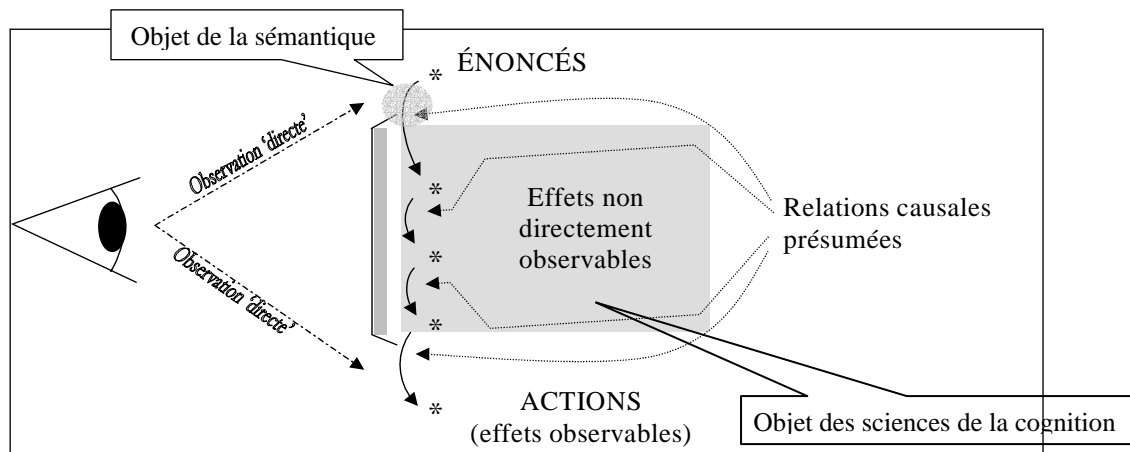 Objet de la sémantique
* ÉNONCÉS
Observation ‘directe’
*
Effets non
directement
observables
Relations causales
présumées
*
Observation ‘directe’
*
* ACTIONS
(effets observables)
Objet des sciences de la cognition